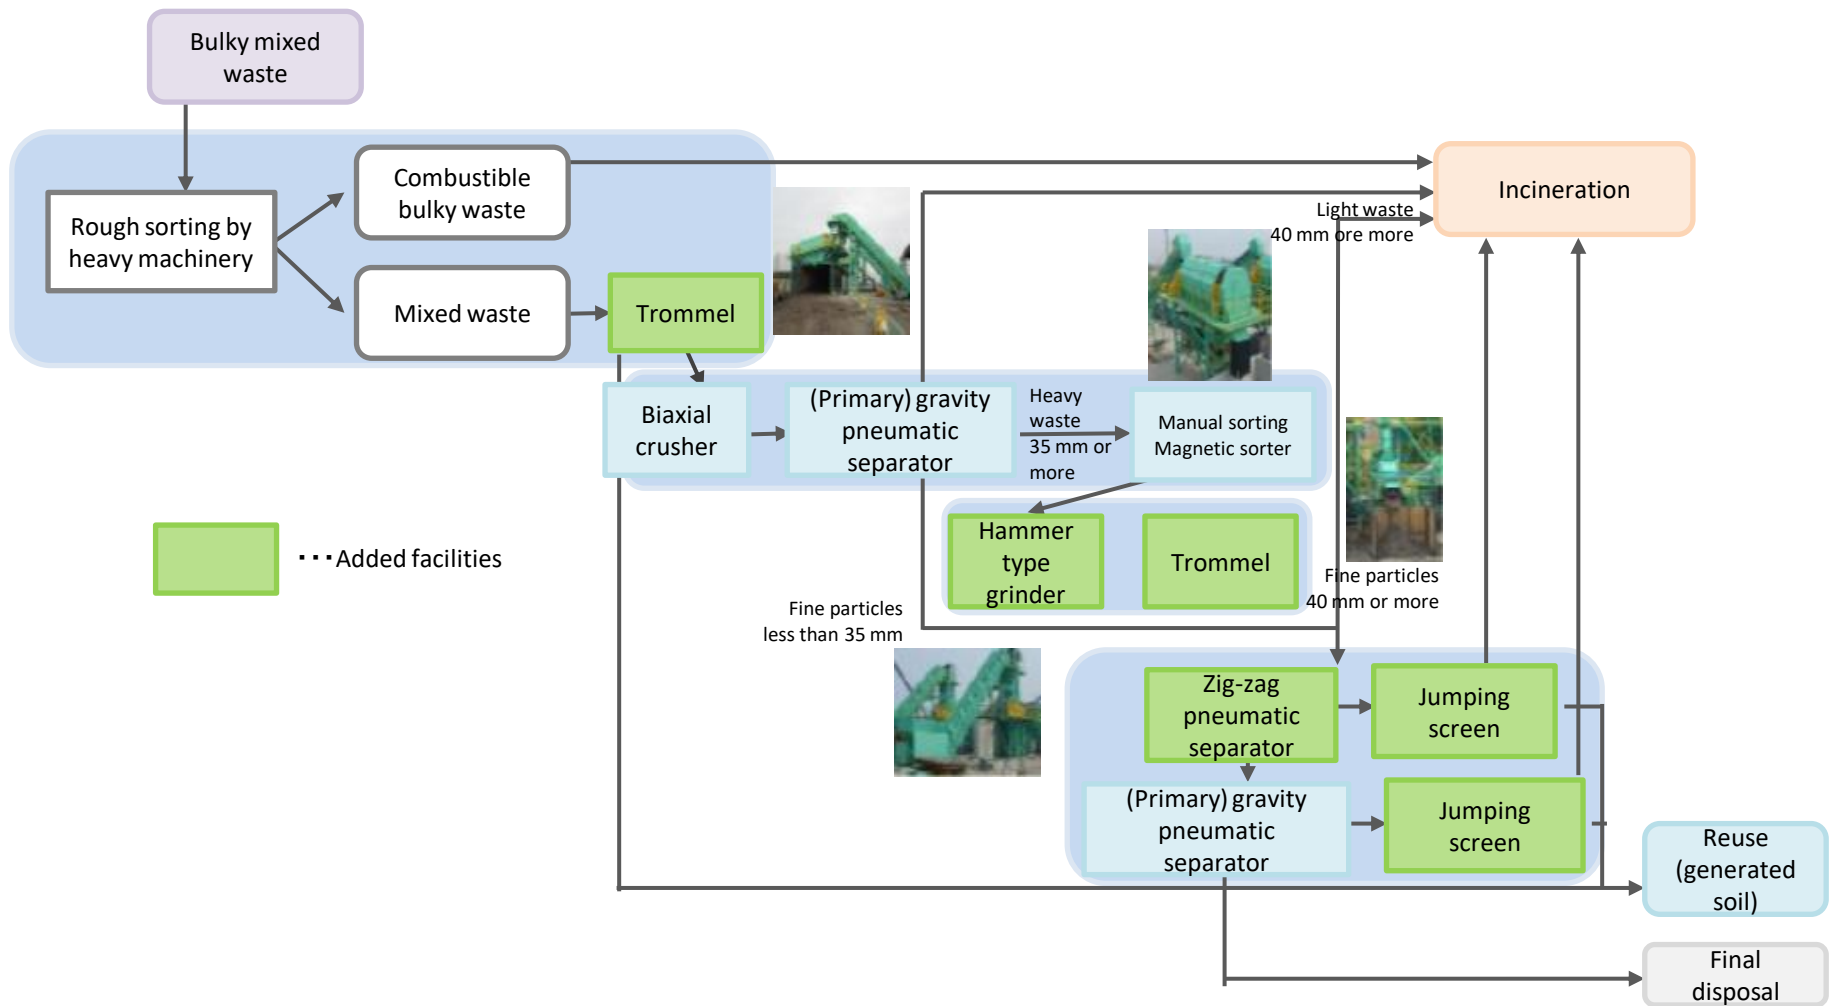 Bulky mixed
waste
Rough sorting by
heavy machinery
Combustible
bulky waste
Mixed waste
Trommel
Incineration
Light waste
40 mm ore more
Biaxial
crusher
(Primary) gravity
pneumatic
separator
Heavy
waste
35 mm or
more
Manual sorting
Magnetic sorter
Hammer
type
grinder
Trommel
Fine particles
40 mm or more
･･･Added facilities
Fine particles
less than 35 mm
Zig-zag
pneumatic
separator
Jumping
screen
(Primary) gravity
pneumatic
separator
Jumping
screen
Reuse
(generated
soil)
Final
disposal